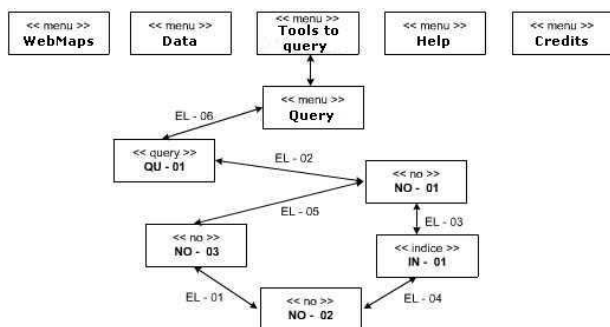 << menu >>
WebMaps
<< menu >>
Data
<< menu >>
Tools to
query
<< menu >>
Help
<< menu >>
Credits
<< menu >>
Query
EL - 06
<< query >>
QU - 01
EL - 02
<< no >>
NO - 01
EL - 05
EL - 03
<< no >>
NO - 03
<< indice >>
IN - 01
EL - 01
EL - 04
<< no >>
NO - 02